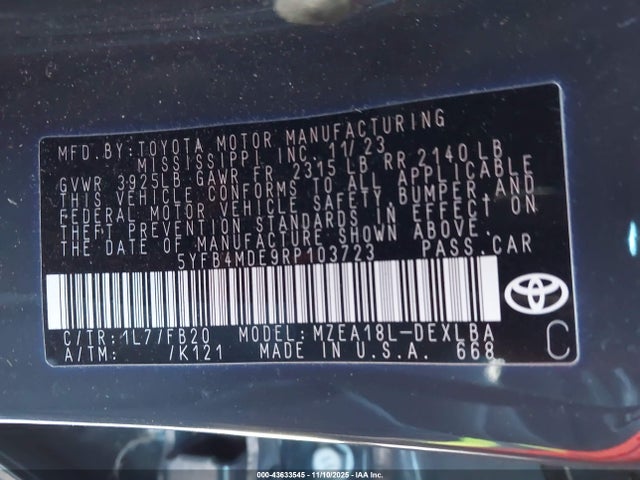 MFD.BY:TOYOTA MOTOR MANUFACTURING
MISSISSIPPI INC. 11/23
GVWR 3925LB GAWR FR 2315 LB RR 2140 LB
THIS VEHICLE CONFORMS TO ALL APPLICABLE
FEDERAL MOTOR VEHICLE SAFETY,BUMPER,AND
THEFT PREVENTION STANDARDS IN EFFECT ON
THE DATE OF MANUFACTURE SHOWN ABOVE.
5YFB4MDE9RP103723 PASS.CAR
C/TR:1L7/FB20 MODEL:MZEA18L-DEXLBA
A/TM: /K121 MADE IN U.S.A. 668 C
000-43633545 - 11/10/2025 - IAA Inc.